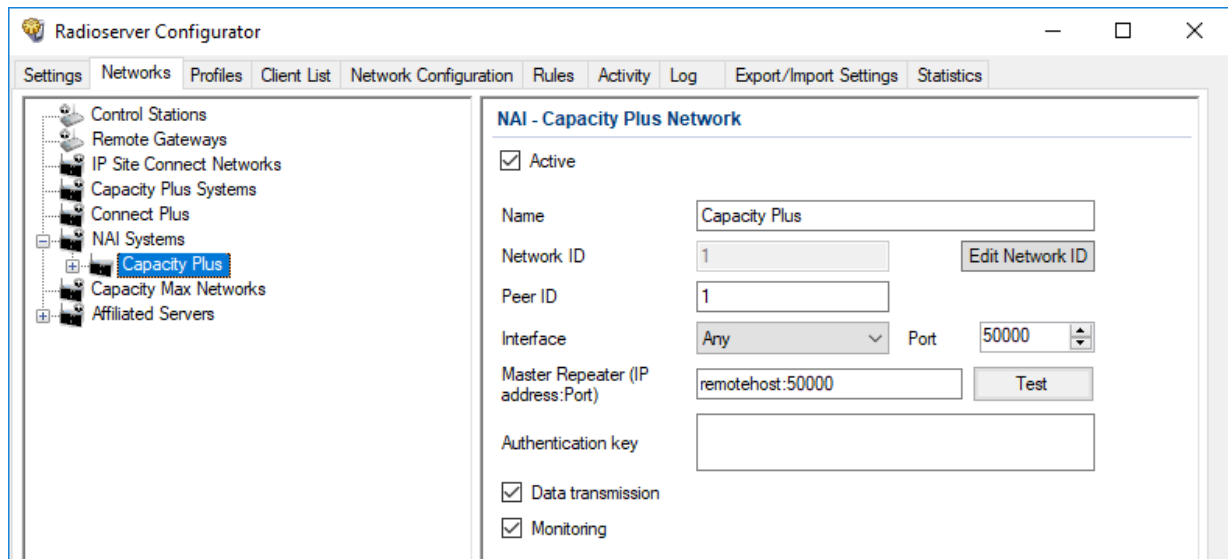 Radioserver Configurator
Settings Networks Profiles Client List Network Configuration Rules Activity Log Export/Import Settings Statistics
Control Stations
Remote Gateways
IP Site Connect Networks
Capacity Plus Systems
Connect Plus
NAI Systems
Capacity Plus
Capacity Max Networks
Affiliated Servers
NAI - Capacity Plus Network
Active
Name Capacity Plus
Network ID 1 Edit Network ID
Peer ID 1
Interface Any Port 50000
Master Repeater (IP
address:Port) remotehost:50000 Test
Authentication key
Data transmission
Monitoring